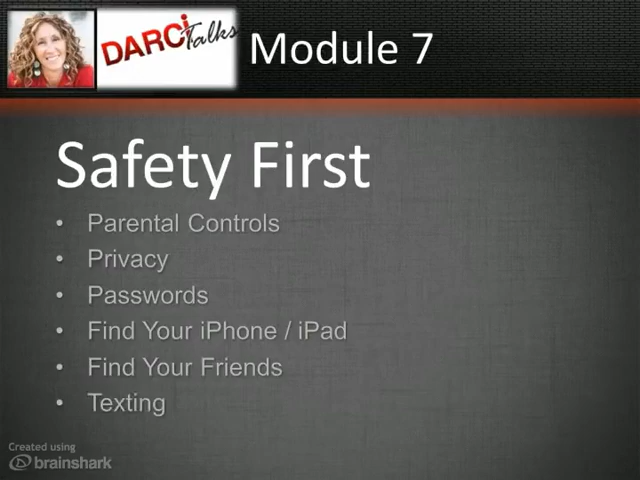 DARCi Talks
Module 7
Safety First
• Parental Controls
• Privacy
• Passwords
• Find Your iPhone / iPad
• Find Your Friends
• Texting
Created using
brainshark